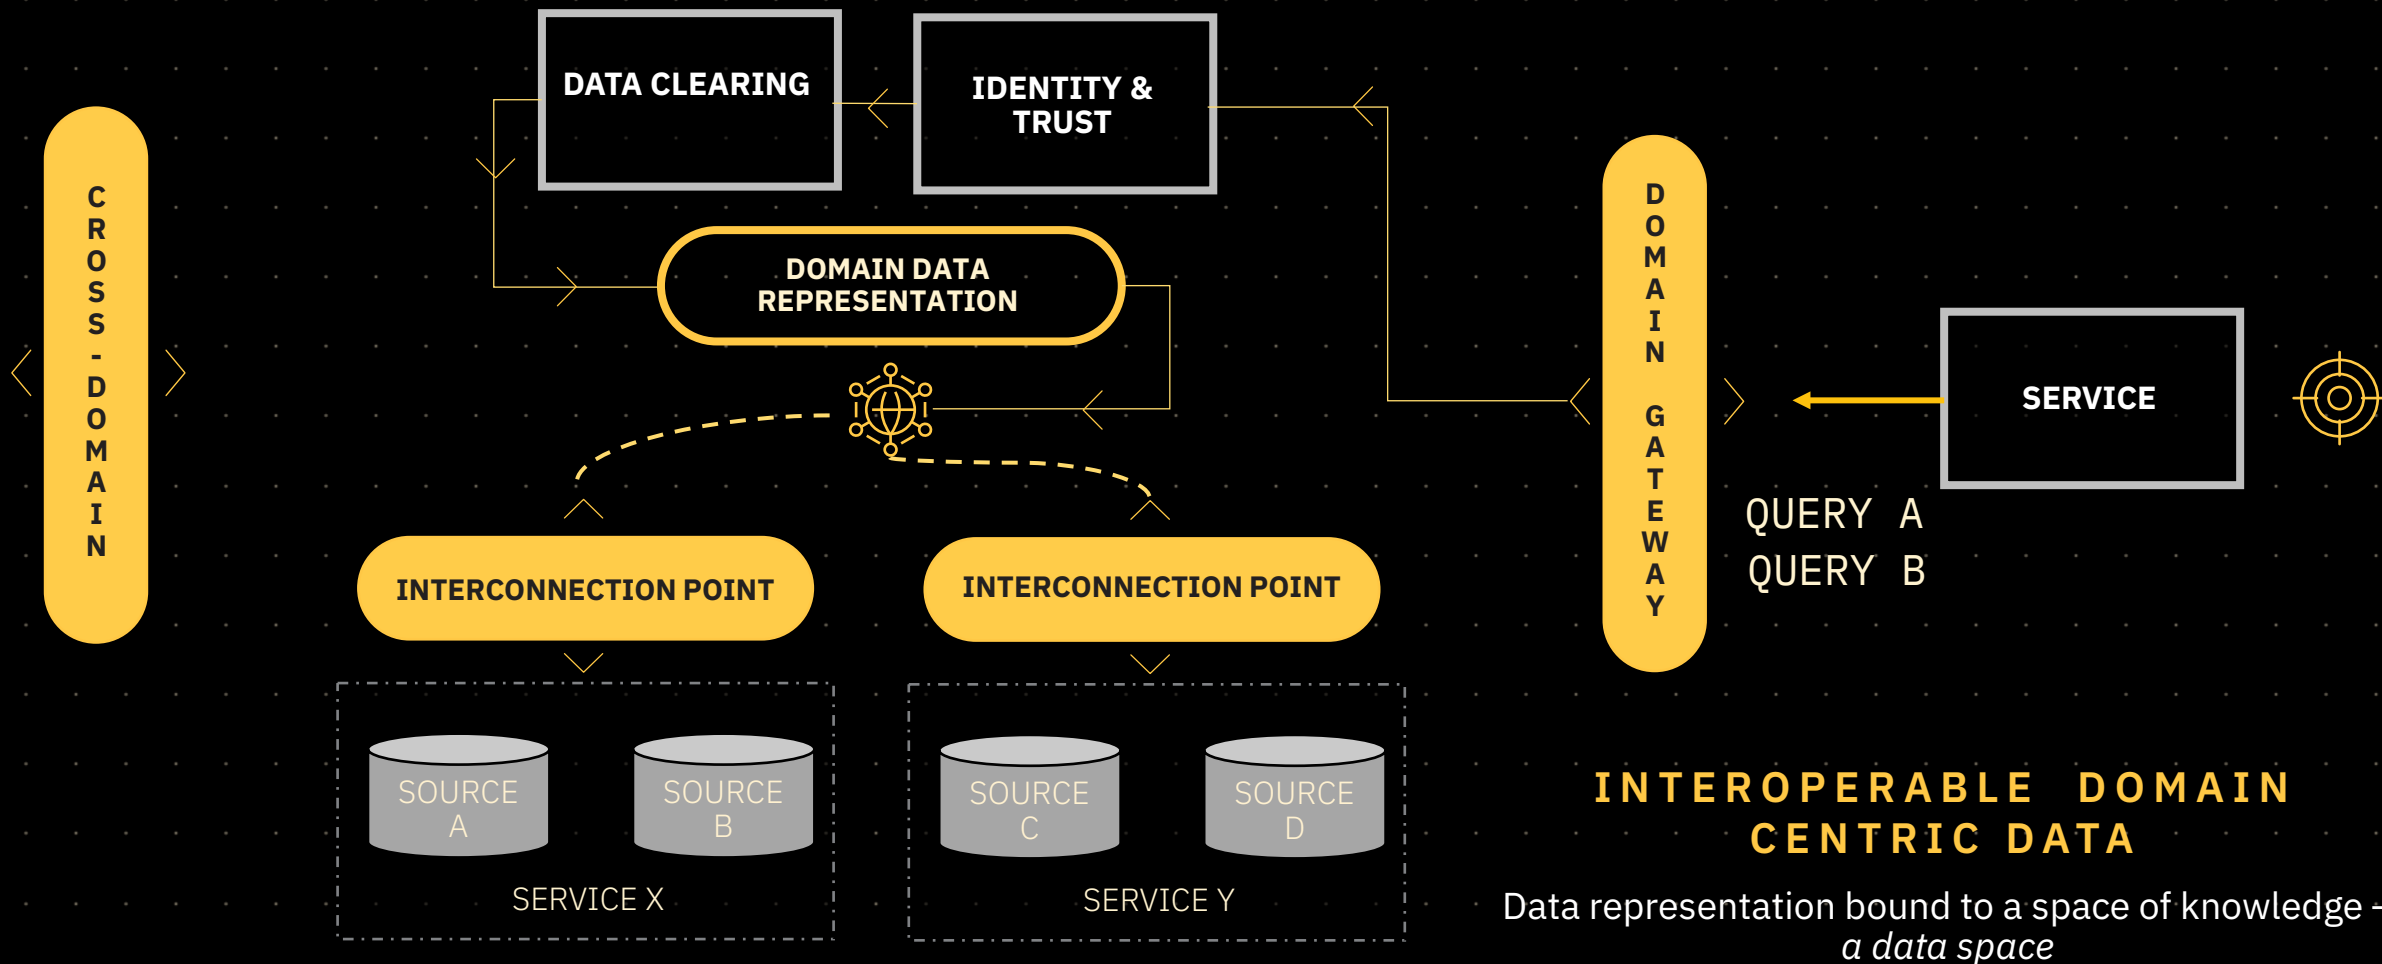 DATA CLEARING
IDENTITY &
TRUST
CROSS-DOMAIN
DOMAIN GATEWAY
DOMAIN DATA
REPRESENTATION
SERVICE
QUERY A
QUERY B
INTERCONNECTION POINT
INTERCONNECTION POINT
SOURCE
A
SOURCE
B
SERVICE X
SOURCE
C
SOURCE
D
SERVICE Y
INTEROPERABLE DOMAIN
CENTRIC DATA
Data representation bound to a space of knowledge –
a data space